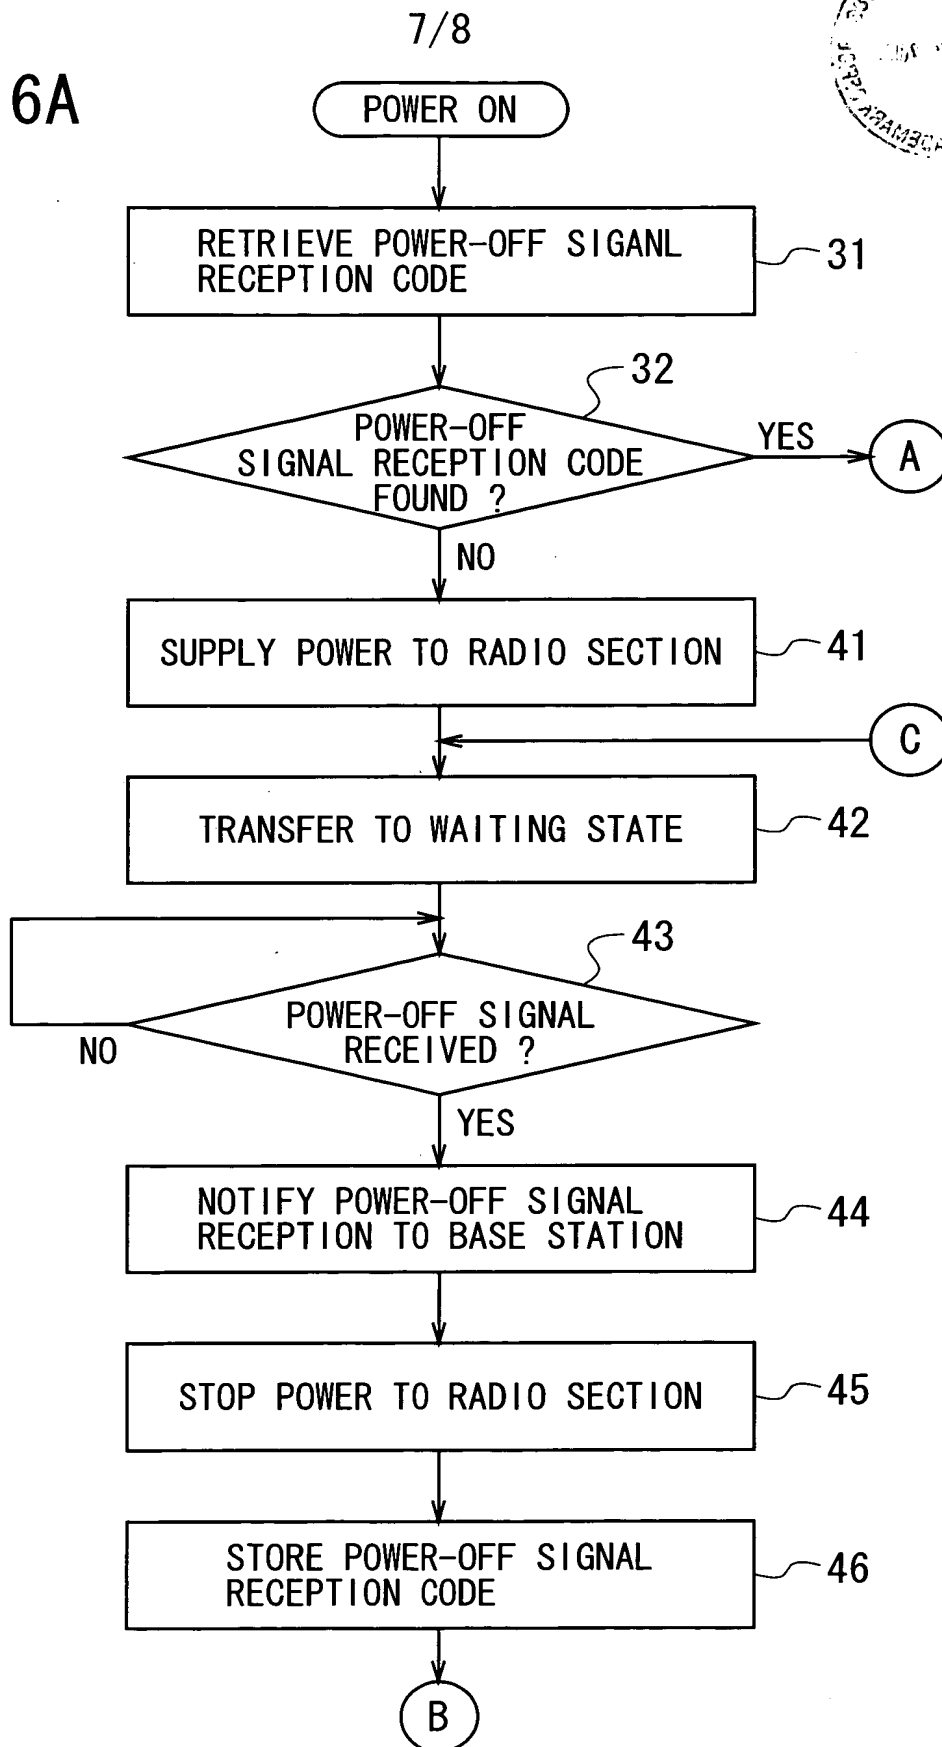 7/8
6A
POWER ON
RETRIEVE POWER-OFF SIGANL
RECEPTION CODE
31
32
POWER-OFF
SIGNAL RECEPTION CODE
FOUND ?
YES
A
NO
SUPPLY POWER TO RADIO SECTION
41
C
TRANSFER TO WAITING STATE
42
43
POWER-OFF SIGNAL
RECEIVED ?
NO
YES
NOTIFY POWER-OFF SIGNAL
RECEPTION TO BASE STATION
44
STOP POWER TO RADIO SECTION
45
STORE POWER-OFF SIGNAL
RECEPTION CODE
46
B